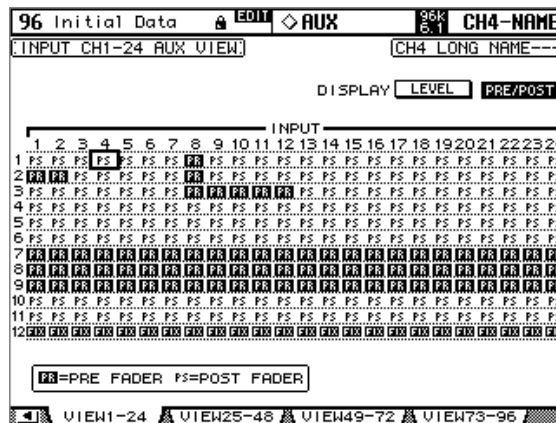 96 Initial Data EDIT ◇AUX 96K 6.1 CH4-NAME
INPUT CH1-24 AUX VIEW CH4 LONG NAME---
DISPLAY LEVEL PRE/POST
INPUT
1 2 3 4 5 6 7 8 9 10 11 12 13 14 15 16 17 18 19 20 21 22 23 2
1 PS PS PS PS PS PS PS PR PS PS PS PS PS PS PS PS PS PS PS PS PS PS PS
2 PR PR PS PS PS PS PS PR PS PS PS PS PS PS PS PS PS PS PS PS PS PS PS
3 PS PS PS PS PS PS PS PR PR PR PR PR PS PS PS PS PS PS PS PS PS PS PS
4 PS PS PS PS PS PS PS PS PS PS PS PS PS PS PS PS PS PS PS PS PS PS PS
5 PS PS PS PS PS PS PS PS PS PS PS PS PS PS PS PS PS PS PS PS PS PS PS
6 PS PS PS PS PS PS PS PS PS PS PS PS PS PS PS PS PS PS PS PS PS PS PS
7 PR PR PR PR PR PR PR PR PR PR PR PR PR PR PR PR PR PR PR PR PR PR PR
8 PR PR PR PR PR PR PR PR PR PR PR PR PR PR PR PR PR PR PR PR PR PR PR
9 PR PR PR PR PR PR PR PR PR PR PR PR PR PR PR PR PR PR PR PR PR PR PR
10 PS PS PS PS PS PS PS PS PS PS PS PS PS PS PS PS PS PS PS PS PS PS PS
11 PS PS PS PS PS PS PS PS PS PS PS PS PS PS PS PS PS PS PS PS PS PS PS
12 FIX FIX FIX FIX FIX FIX FIX FIX FIX FIX FIX FIX FIX FIX FIX FIX FIX FIX FIX FIX FIX FIX FIX
PR=PRE FADER PS=POST FADER
VIEW1-24 VIEW25-48 VIEW49-72 VIEW73-96